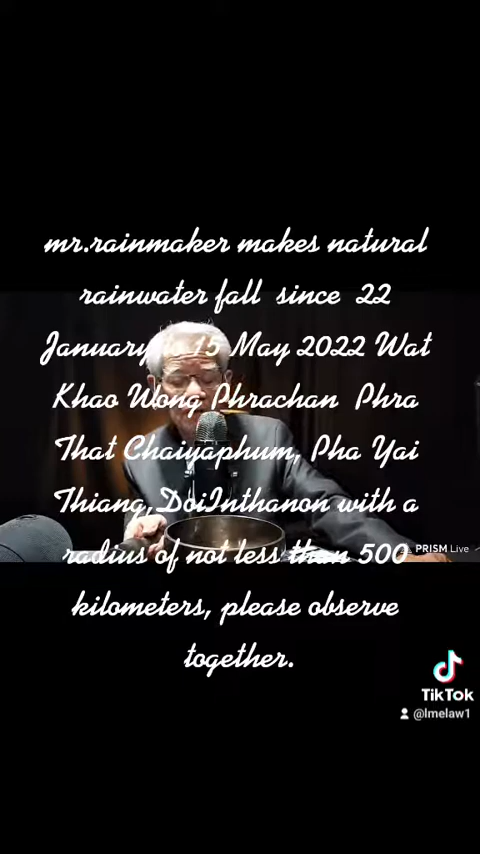 mr.rainmaker makes natural
rainwater fall since 22
January to 15 May 2022 Wat
Khao Wong Phrachan Phra
That Chaiyaphum, Pha Yai
Thiang,DoiInthanon with a
radius of not less than 500
PRISM Live
kilometers, please observe
together.
TikTok
@lmelaw1